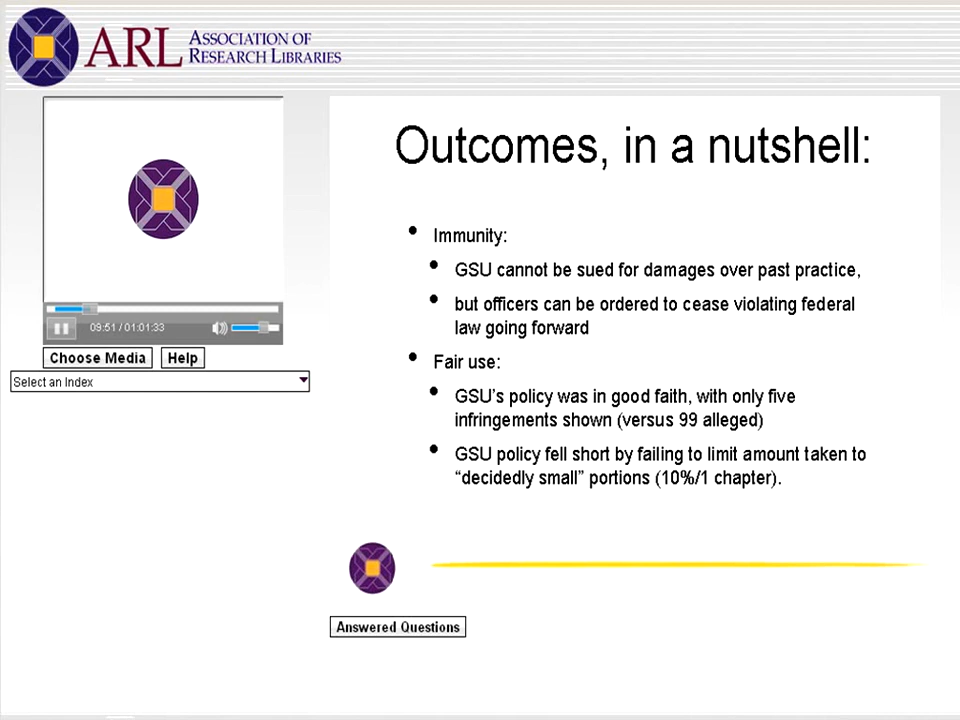 ARL ASSOCIATION OF
RESEARCH LIBRARIES
Outcomes, in a nutshell:
• Immunity:
• GSU cannot be sued for damages over past practice,
• but officers can be ordered to cease violating federal
law going forward
• Fair use:
• GSU's policy was in good faith, with only five
infringements shown (versus 99 alleged)
• GSU policy fell short by failing to limit amount taken to
“decidedly small” portions (10%/1 chapter).
09:51 / 01:01:33
Choose Media Help
Select an Index
Answered Questions